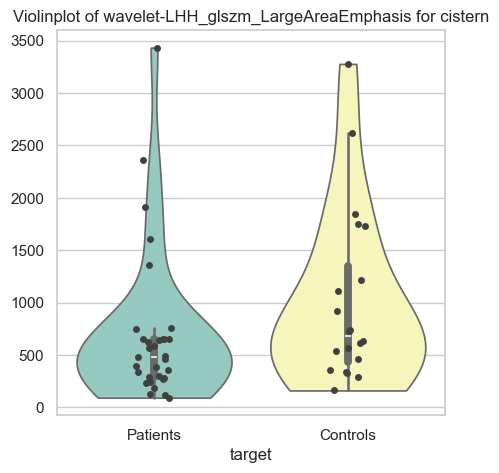 Violinplot of wavelet-LHH_glszm_LargeAreaEmphasis for cistern
3500
3000
2500
2000
1500
1000
500
0
Patients
Controls
target